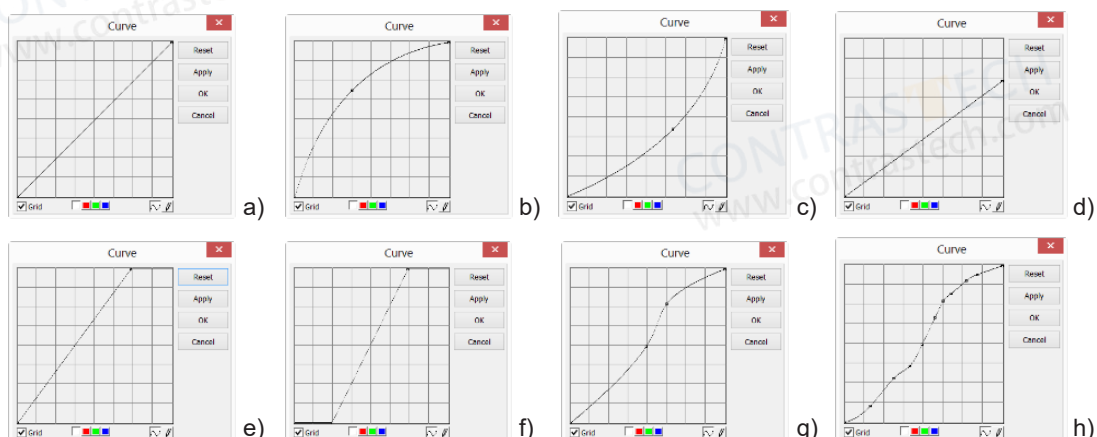 Curve
Reset
Apply
OK
Cancel
Grid
a)
Curve
Reset
Apply
OK
Cancel
Grid
b)
Curve
Reset
Apply
OK
Cancel
Grid
c)
Curve
Reset
Apply
OK
Cancel
Grid
d)
CONTRASTECH
www.contrastech.com
Curve
Reset
Apply
OK
Cancel
Grid
e)
Curve
Reset
Apply
OK
Cancel
Grid
f)
Curve
Reset
Apply
OK
Cancel
Grid
g)
Curve
Reset
Apply
OK
Cancel
Grid
h)